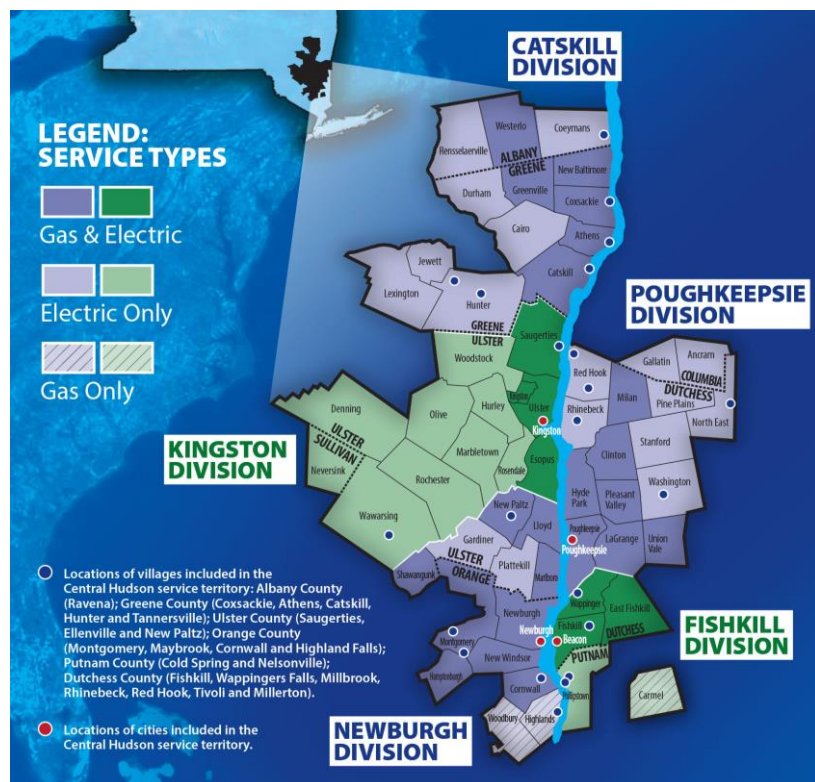 CATSKILL
DIVISION
LEGEND:
SERVICE TYPES
Gas & Electric
Electric Only
Gas Only
Westerlo
Coeymans
Rensselaerville
ALBANY
GREENE
New Baltimore
Durham
Greenville
Coxsackie
Cairo
Athens
Catskill
Jewett
Lexington
Hunter
GREENE
ULSTER
POUGHKEEPSIE
DIVISION
Saugerties
Woodstock
Gallatin
Ancram
Red Hook
COLUMBIA
DUTCHESS
Kingston
Milan
Pine Plains
Rhinebeck
North East
Denning
Olive
Hurley
Ulster
Kingston
KINGSTON
DIVISION
ULSTER
SULLIVAN
Stanford
Marbletown
Esopus
Clinton
Neversink
Rosendale
Rochester
Washington
Hyde
Park
Pleasant
Valley
Wawarsing
New Paltz
Lloyd
Poughkeepsie
Poughkeepsie
LaGrange
Union
Vale
Gardiner
ULSTER
ORANGE
Plattekill
Shawangunk
Marlboro
Wappinger
East Fishkill
Newburgh
Fishkill
DUTCHESS
FISHKILL
DIVISION
Newburgh
Beacon
Montgomery
PUTNAM
New Windsor
Hamptonburgh
Cornwall
Philipstown
Carmel
Woodbury
Highlands
NEWBURGH
DIVISION
Locations of villages included in the
Central Hudson service territory: Albany County
(Ravena); Greene County (Coxsackie, Athens, Catskill,
Hunter and Tannersville); Ulster County (Saugerties,
Ellenville and New Paltz); Orange County
(Montgomery, Maybrook, Cornwall and Highland Falls);
Putnam County (Cold Spring and Nelsonville);
Dutchess County (Fishkill, Wappingers Falls, Millbrook,
Rhinebeck, Red Hook, Tivoli and Millerton).
Locations of cities included in the
Central Hudson service territory.